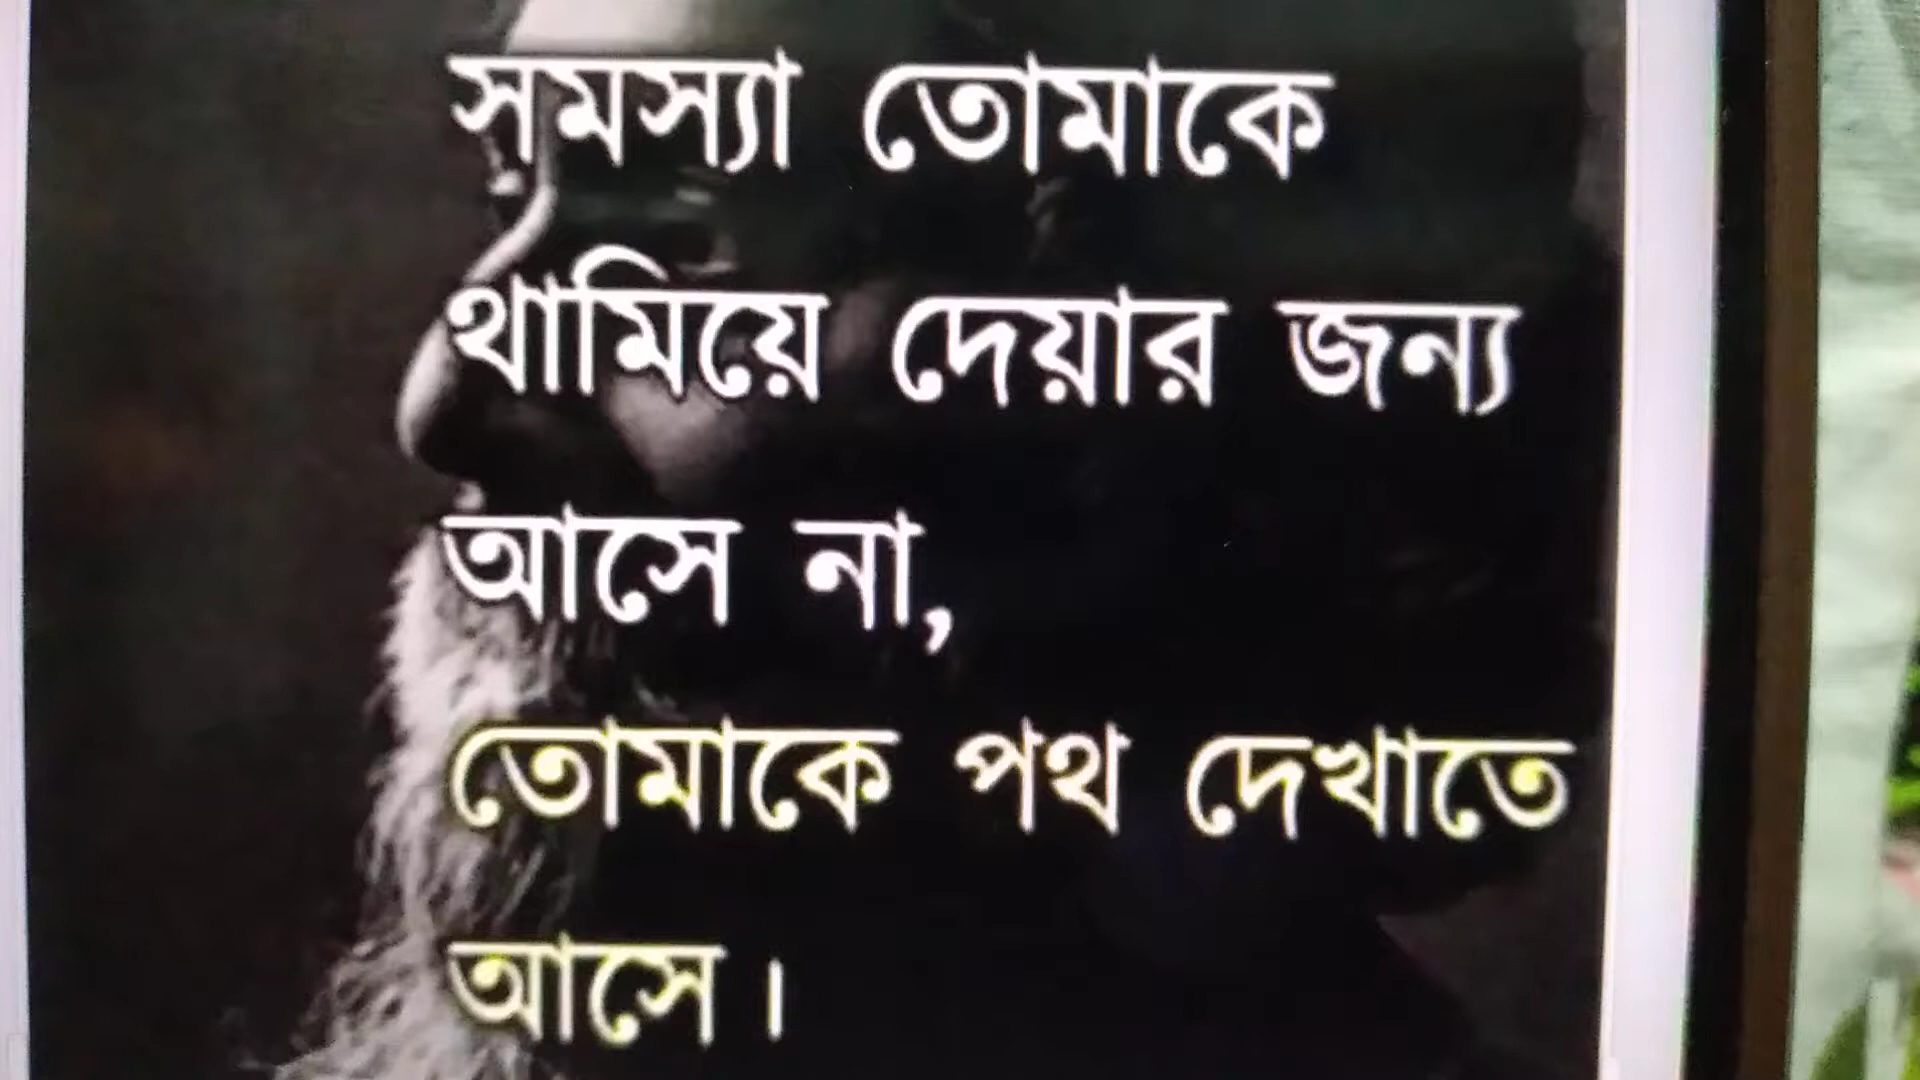 সমস্যা তোমাকে
থামিয়ে দেয়ার জন্য
আসে না,
তোমাকে পথ দেখাতে
আসে।